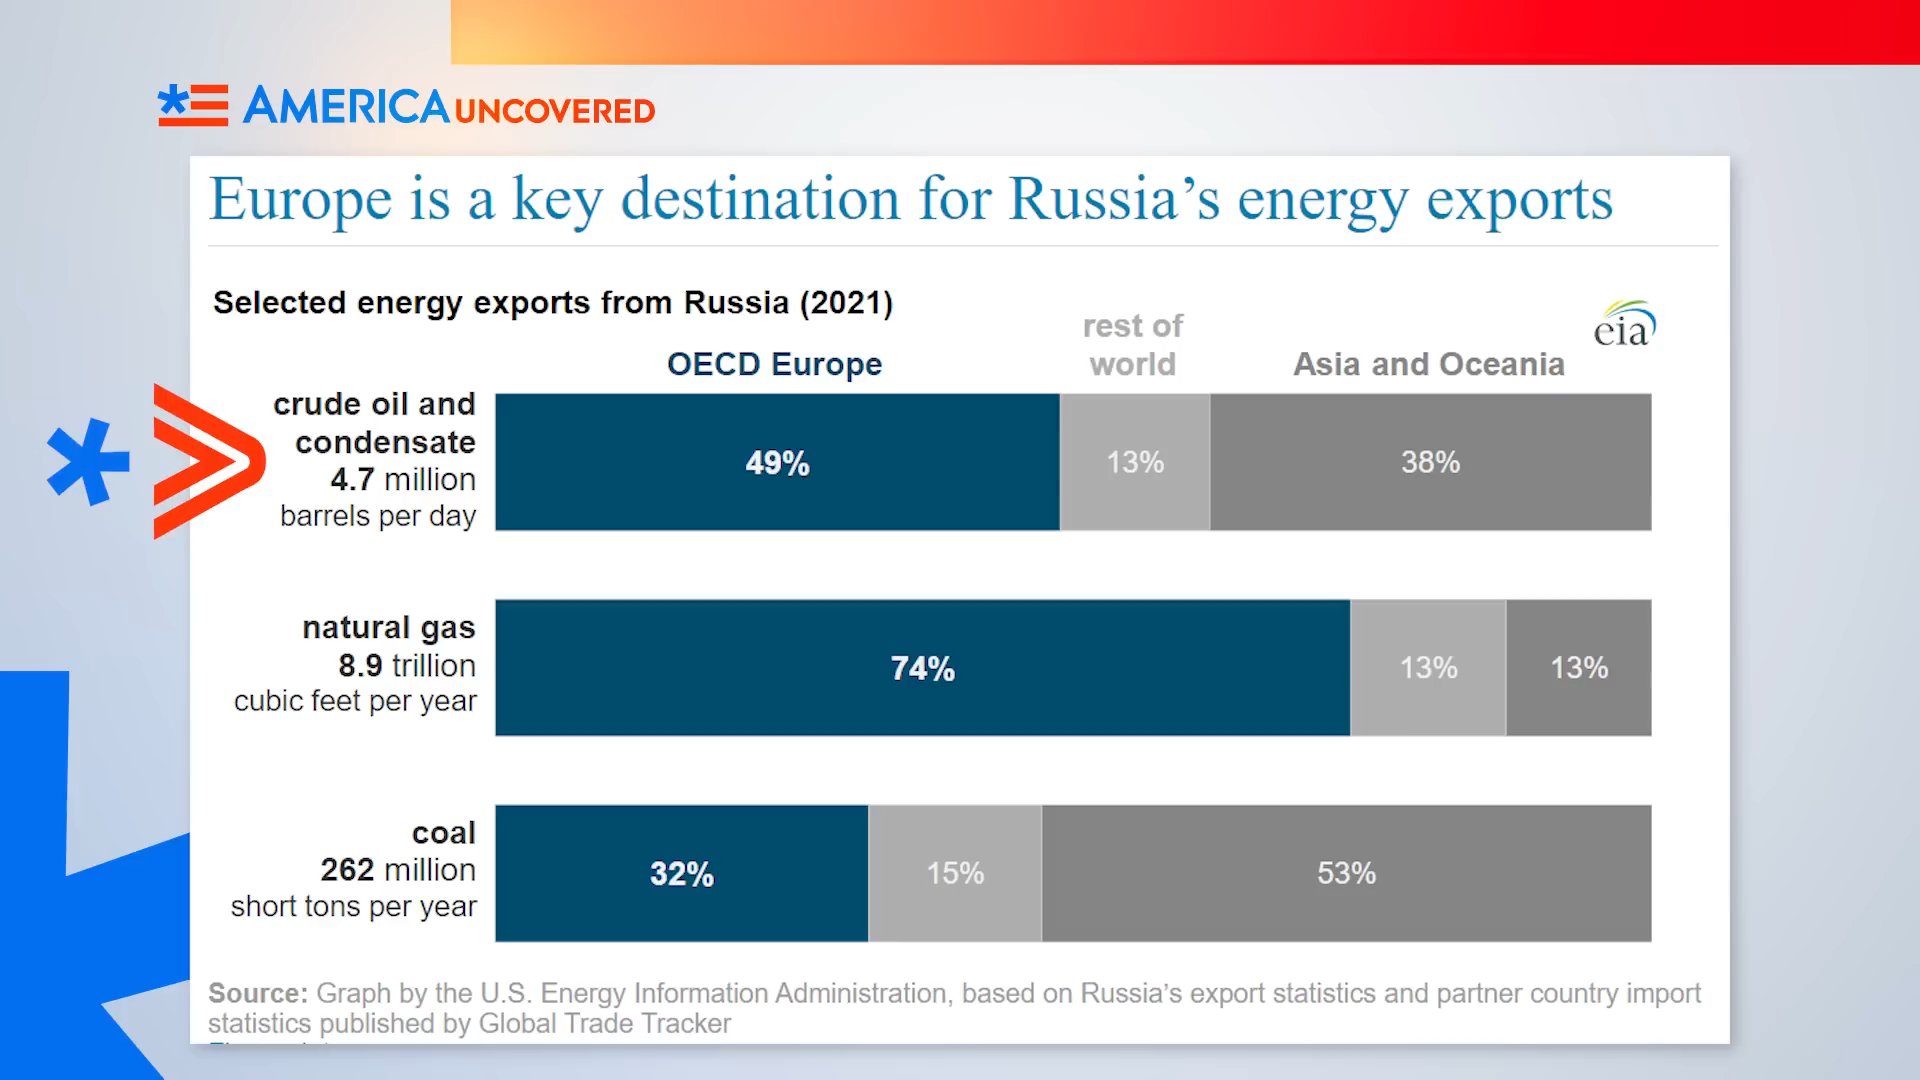 AMERICA UNCOVERED
Europe is a key destination for Russia's energy exports
Selected energy exports from Russia (2021)
eia
OECD Europe
rest of
world
Asia and Oceania
crude oil and
condensate
4.7 million
barrels per day
49%
13%
38%
natural gas
8.9 trillion
cubic feet per year
74%
13%
13%
coal
262 million
short tons per year
32%
15%
53%
Source: Graph by the U.S. Energy Information Administration, based on Russia's export statistics and partner country import
statistics published by Global Trade Tracker